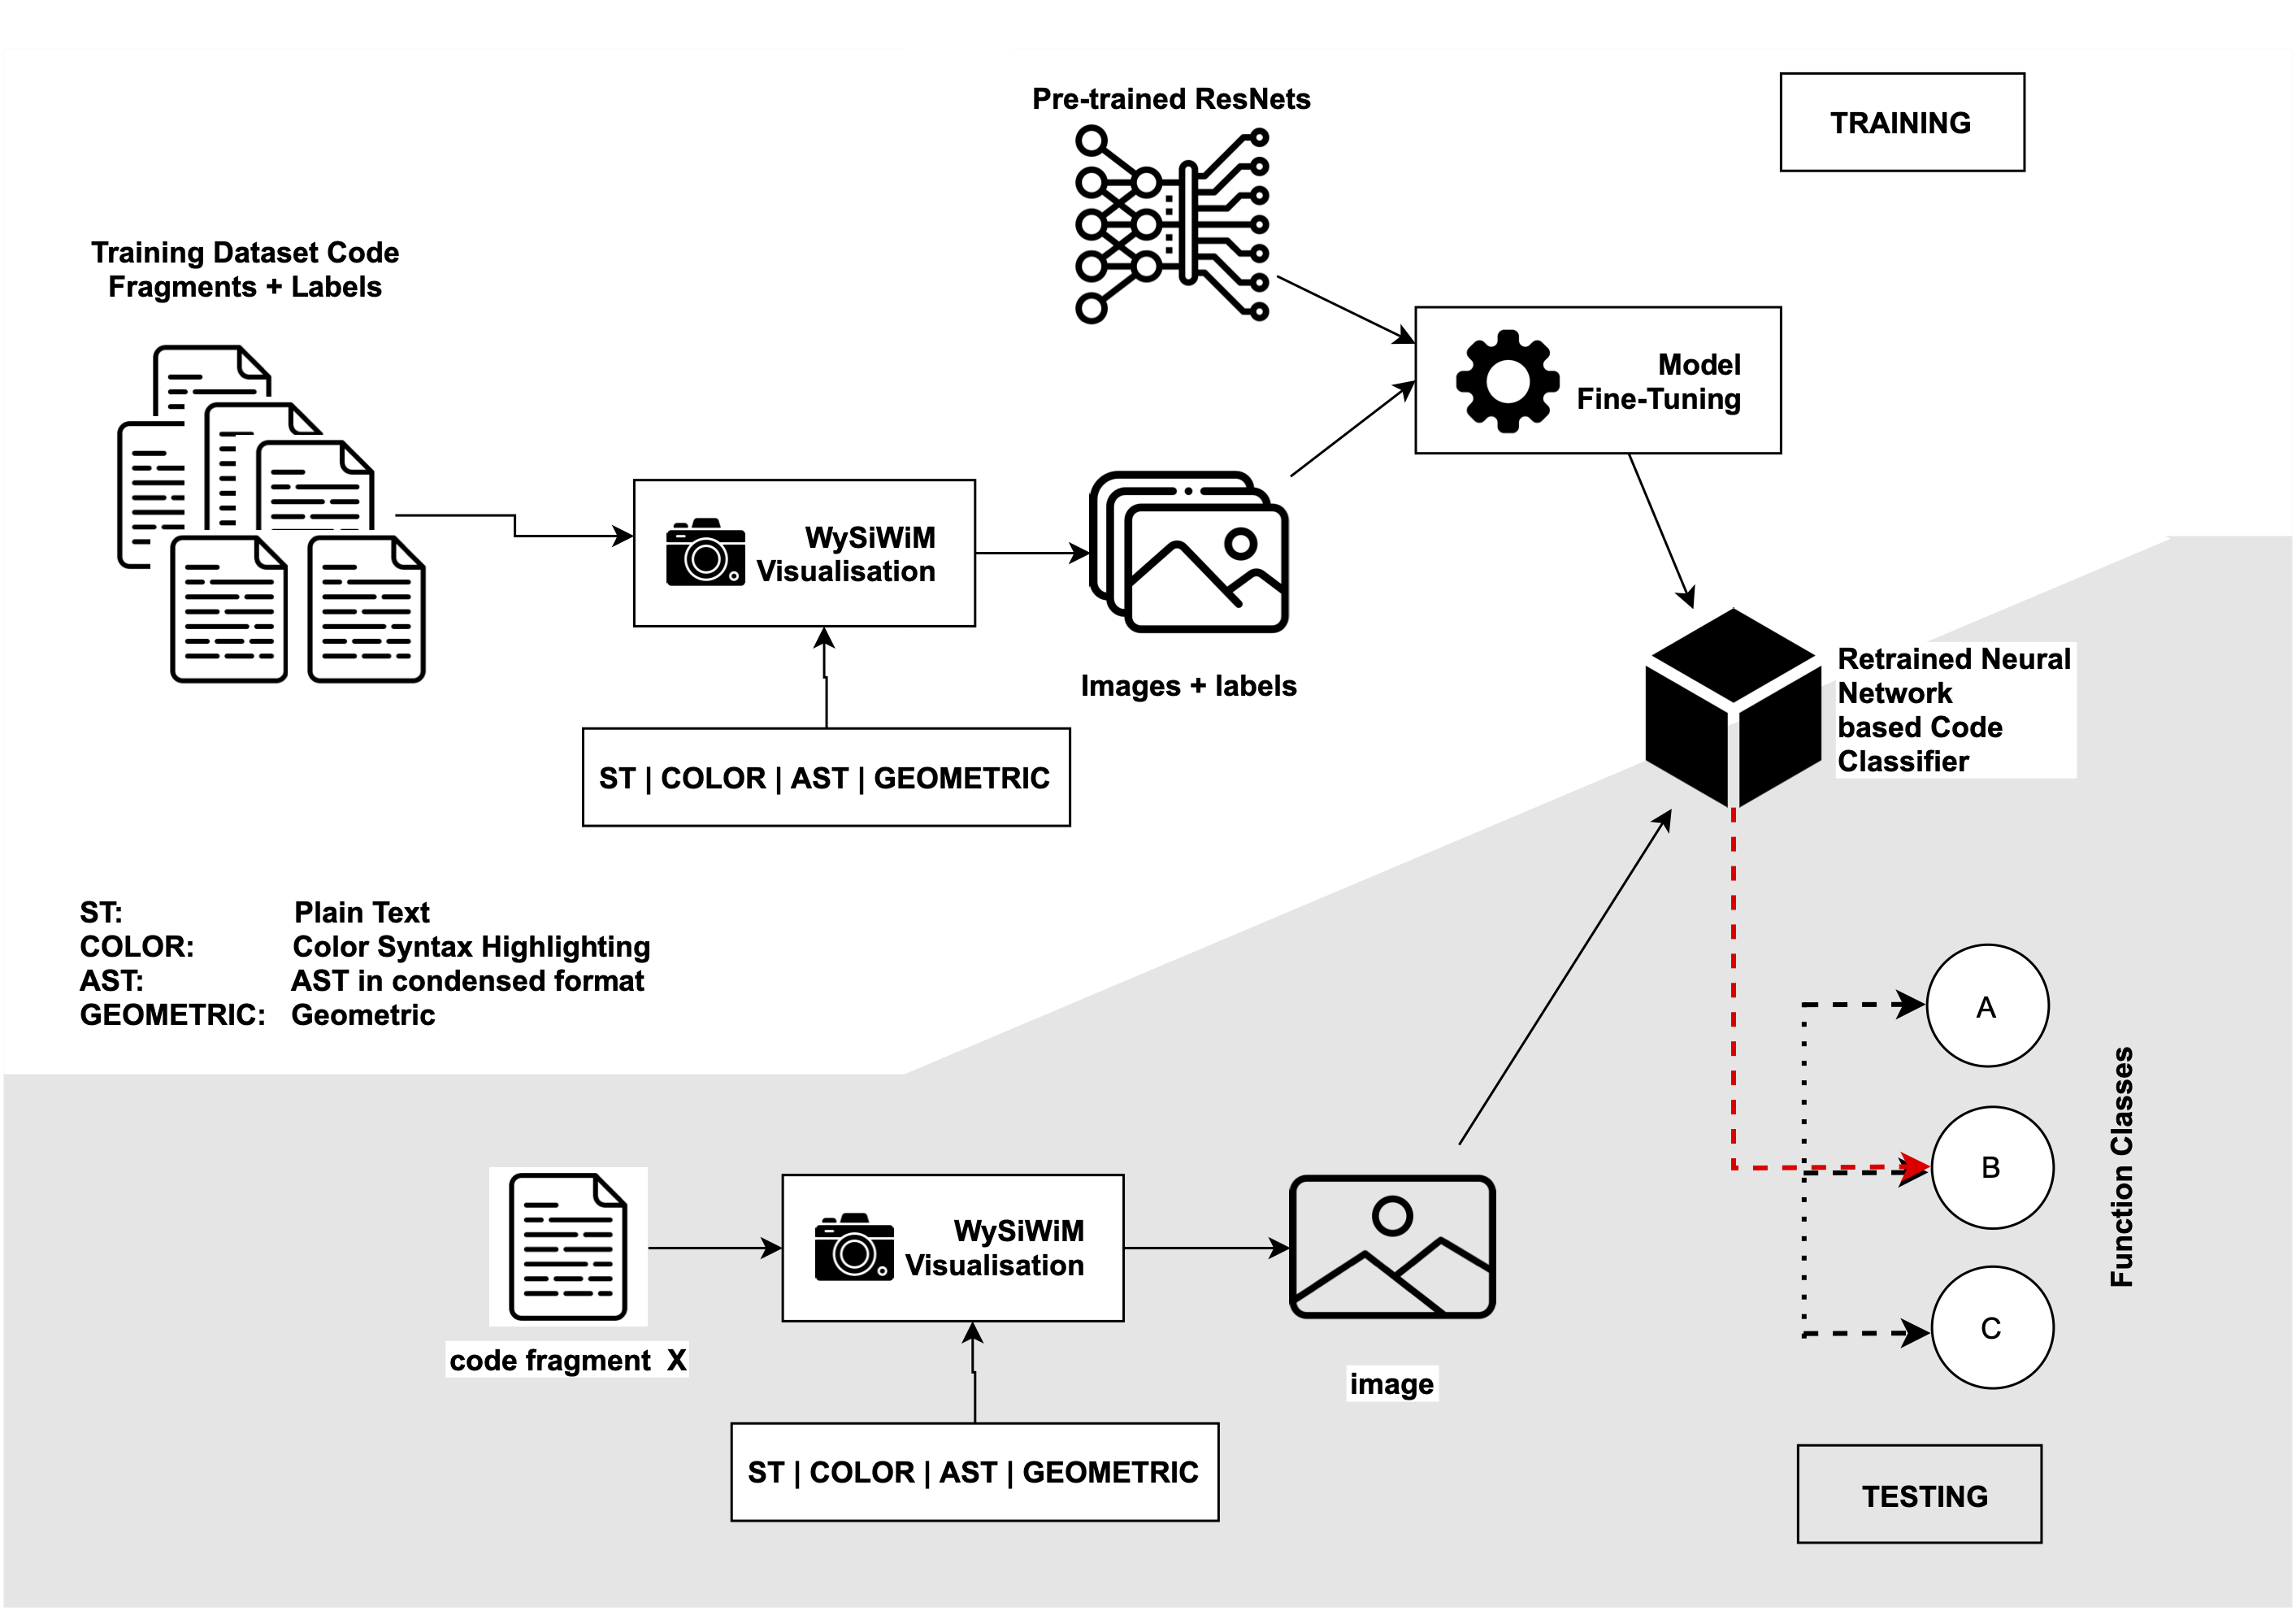 Pre-trained ResNets
TRAINING
Training Dataset Code
Fragments + Labels
Model
Fine-Tuning
WySiWiM
Visualisation
Images + labels
ST | COLOR | AST | GEOMETRIC
Retrained Neural
Network
based Code
Classifier
ST: Plain Text
COLOR: Color Syntax Highlighting
AST: AST in condensed format
GEOMETRIC: Geometric
A
B
C
Function Classes
WySiWiM
Visualisation
code fragment X
image
ST | COLOR | AST | GEOMETRIC
TESTING